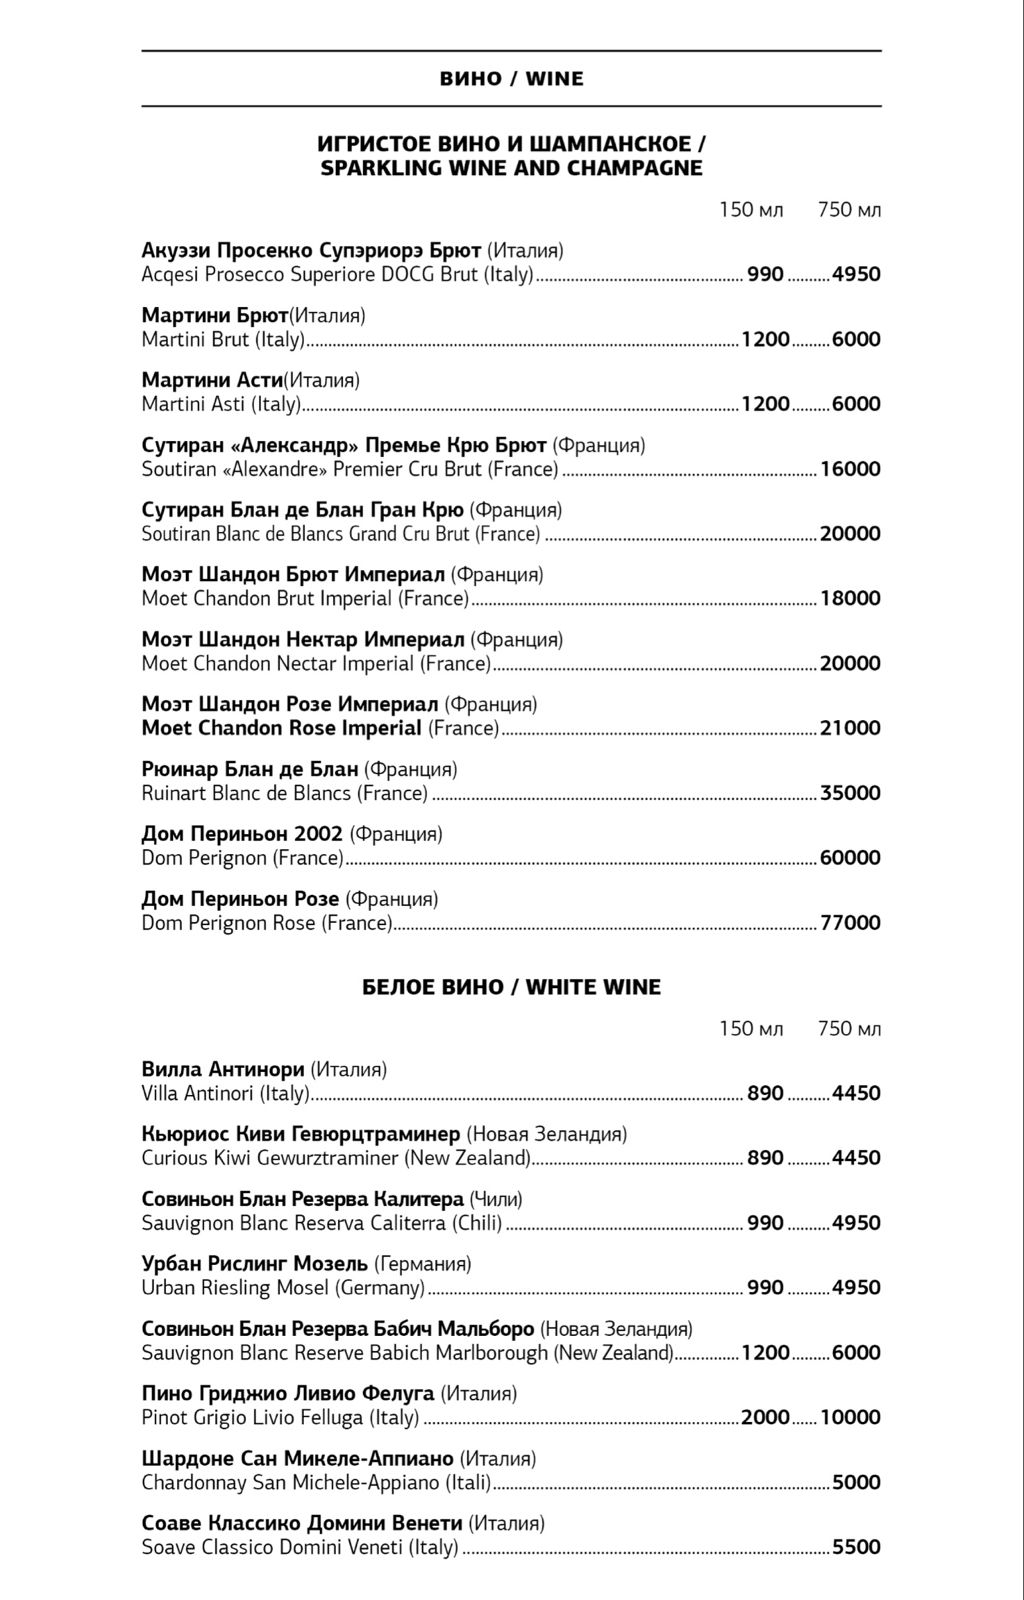 ВИНО / WINE
ИГРИСТОЕ ВИНО И ШАМПАНСКОЕ /
SPARKLING WINE AND CHAMPAGNE
150 мл 750 мл
Акуэзи Просекко Супэриорэ Брют (Италия)
Acqesi Prosecco Superiore DOCG Brut (Italy) 990 4950
Мартини Брют(Италия)
Martini Brut (Italy) 1200 6000
Мартини Асти(Италия)
Martini Asti (Italy) 1200 6000
Сутиран «Александр» Премье Крю Брют (Франция)
Soutiran «Alexandre» Premier Cru Brut (France) 16000
Сутиран Блан де Блан Гран Крю (Франция)
Soutiran Blanc de Blancs Grand Cru Brut (France) 20000
Моэт Шандон Брют Империал (Франция)
Moet Chandon Brut Imperial (France) 18000
Моэт Шандон Нектар Империал (Франция)
Moet Chandon Nectar Imperial (France) 20000
Моэт Шандон Розе Империал (Франция)
Moet Chandon Rose Imperial (France) 21000
Рюинар Блан де Блан (Франция)
Ruinart Blanc de Blancs (France) 35000
Дом Периньон 2002 (Франция)
Dom Perignon (France) 60000
Дом Периньон Розе (Франция)
Dom Perignon Rose (France) 77000
БЕЛОЕ ВИНО / WHITE WINE
150 мл 750 мл
Вилла Антинори (Италия)
Villa Antinori (Italy) 890 4450
Кьюриос Киви Гевюрцтраминер (Новая Зеландия)
Curious Kiwi Gewurztraminer (New Zealand) 890 4450
Совиньон Блан Резерва Калитера (Чили)
Sauvignon Blanc Reserva Caliterra (Chili) 990 4950
Урбан Рислинг Мозель (Германия)
Urban Riesling Mosel (Germany) 990 4950
Совиньон Блан Резерва Бабич Мальборо (Новая Зеландия)
Sauvignon Blanc Reserve Babich Marlborough (New Zealand) 1200 6000
Пино Гриджио Ливио Фелуга (Италия)
Pinot Grigio Livio Felluga (Italy) 2000 10000
Шардоне Сан Микеле-Аппиано (Италия)
Chardonnay San Michele-Appiano (Itali) 5000
Соаве Классико Домини Венети (Италия)
Soave Classico Domini Veneti (Italy) 5500